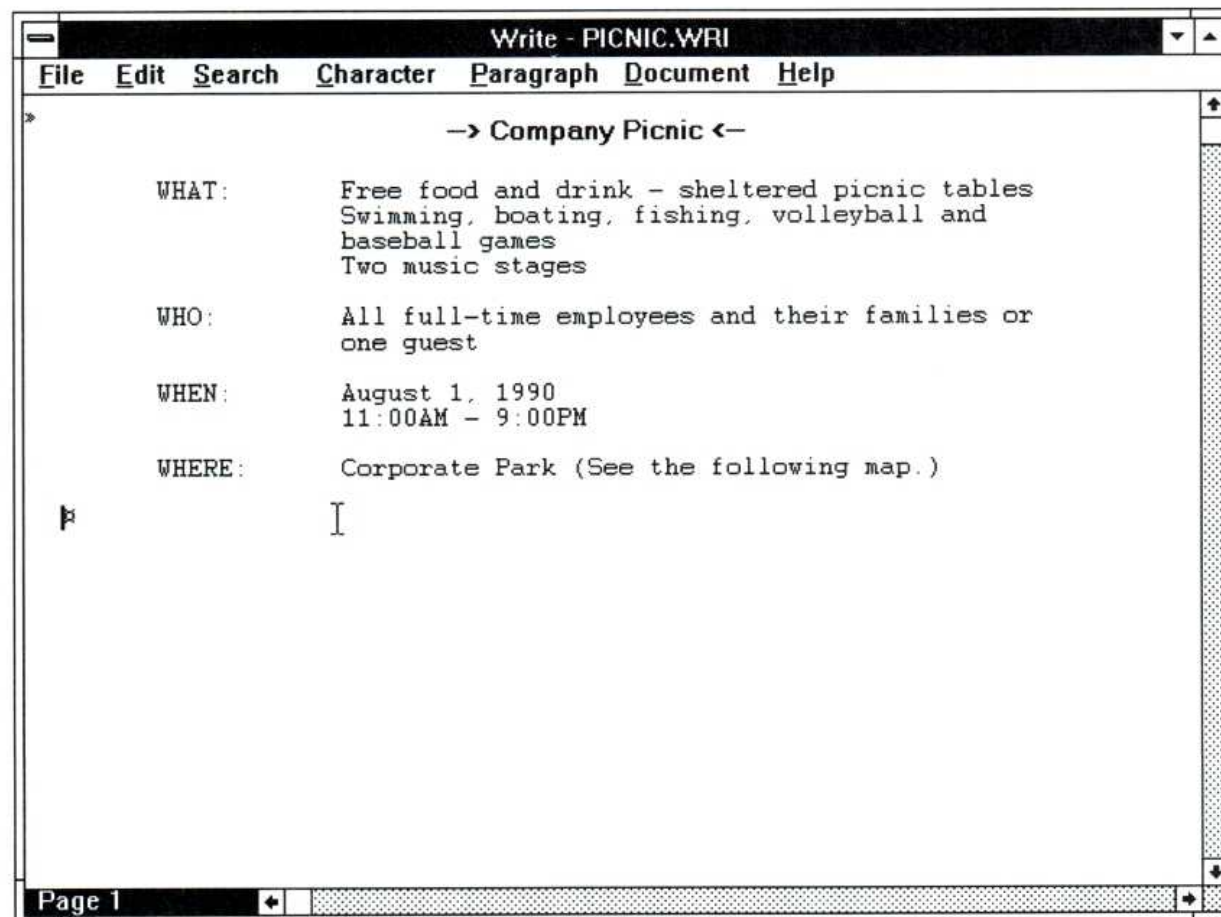 Write - PICNIC.WRI
File Edit Search Character Paragraph Document Help
» —> Company Picnic <—
WHAT: Free food and drink – sheltered picnic tables
Swimming, boating, fishing, volleyball and
baseball games
Two music stages
WHO: All full-time employees and their families or
one guest
WHEN: August 1, 1990
11:00AM – 9:00PM
WHERE: Corporate Park (See the following map.)
¤
Page 1